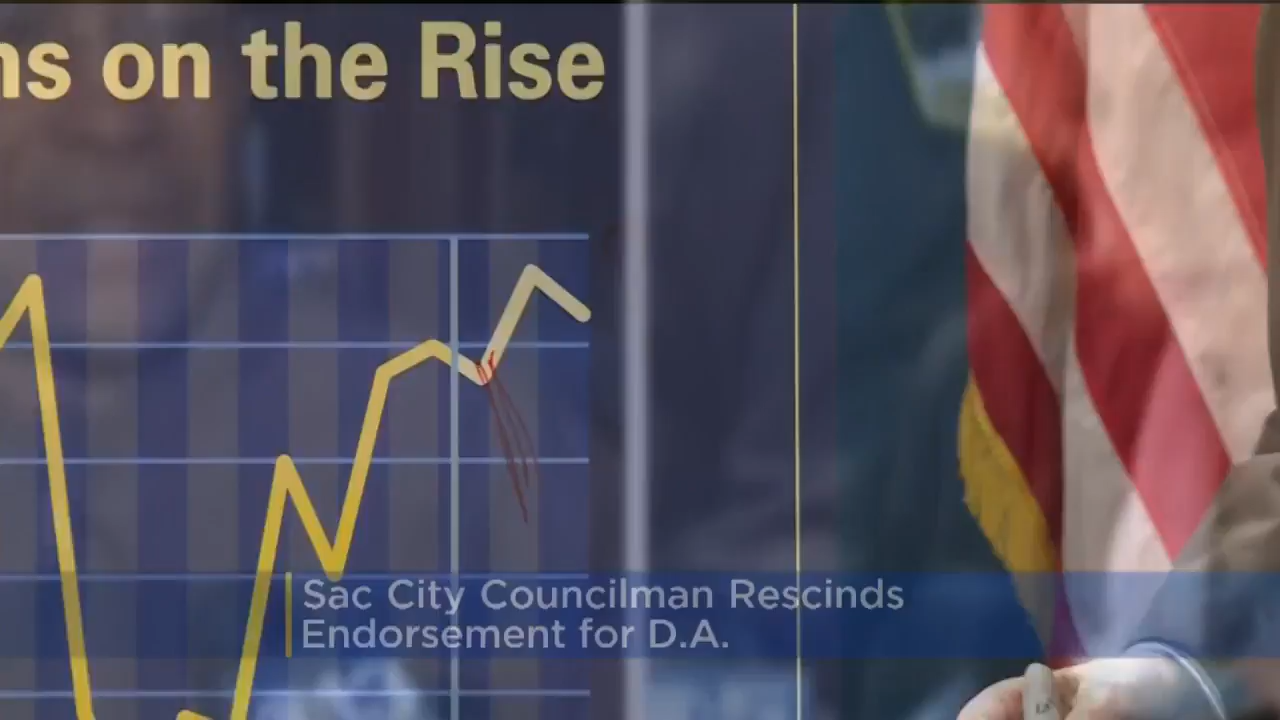 ns on the Rise
Sac City Councilman Rescinds
Endorsement for D.A.